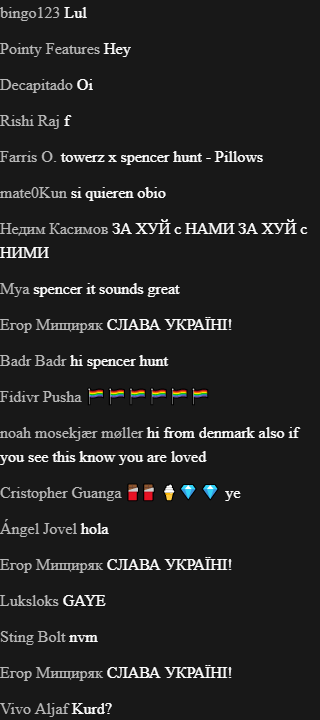 bingo123 Lul
Pointy Features Hey
Decapitado Oi
Rishi Raj f
Farris O. towerz x spencer hunt - Pillows
mate0Kun si quieren obio
Недим Касимов ЗА ХУЙ с НАМИ ЗА ХУЙ с
НИМИ
Mya spencer it sounds great
Егор Мищиряк СЛАВА УКРАЇНІ!
Badr Badr hi spencer hunt
Fidivr Pusha 🏳️‍🌈🏳️‍🌈🏳️‍🌈🏳️‍🌈🏳️‍🌈🏳️‍🌈
noah mosekjær møller hi from denmark also if
you see this know you are loved
Cristopher Guanga 🍫🍫🍦💎💎 ye
Ángel Jovel hola
Егор Мищиряк СЛАВА УКРАЇНІ!
Luksloks GAYE
Sting Bolt nvm
Егор Мищиряк СЛАВА УКРАЇНІ!
Vivo Aljaf Kurd?